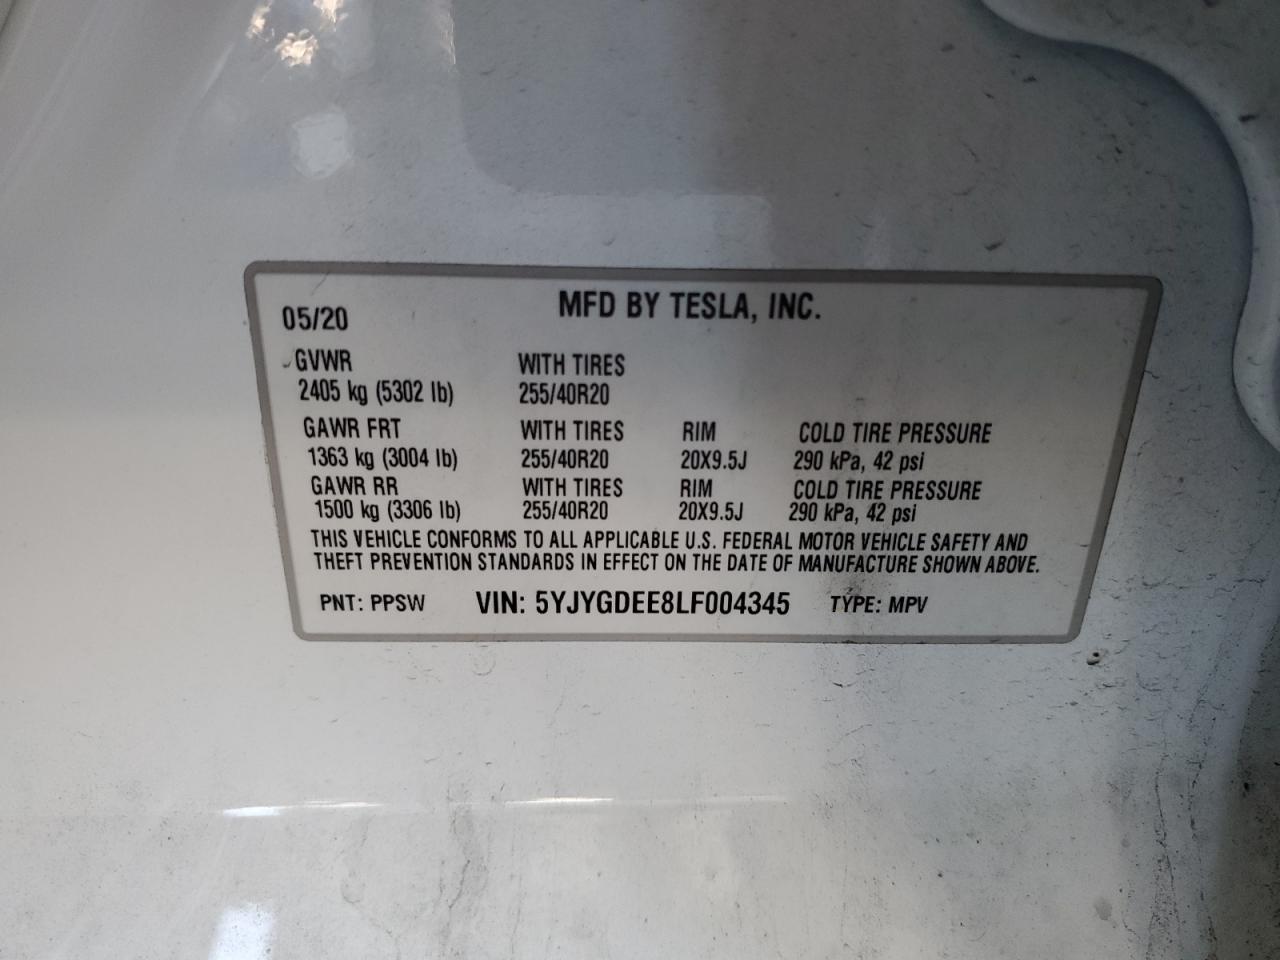 MFD BY TESLA, INC.
05/20
GVWR WITH TIRES
2405 kg (5302 lb) 255/40R20
GAWR FRT WITH TIRES RIM COLD TIRE PRESSURE
1363 kg (3004 lb) 255/40R20 20X9.5J 290 kPa, 42 psi
GAWR RR WITH TIRES RIM COLD TIRE PRESSURE
1500 kg (3306 lb) 255/40R20 20X9.5J 290 kPa, 42 psi
THIS VEHICLE CONFORMS TO ALL APPLICABLE U.S. FEDERAL MOTOR VEHICLE SAFETY AND
THEFT PREVENTION STANDARDS IN EFFECT ON THE DATE OF MANUFACTURE SHOWN ABOVE.
PNT: PPSW VIN: 5YJYGDEE8LF004345 TYPE: MPV